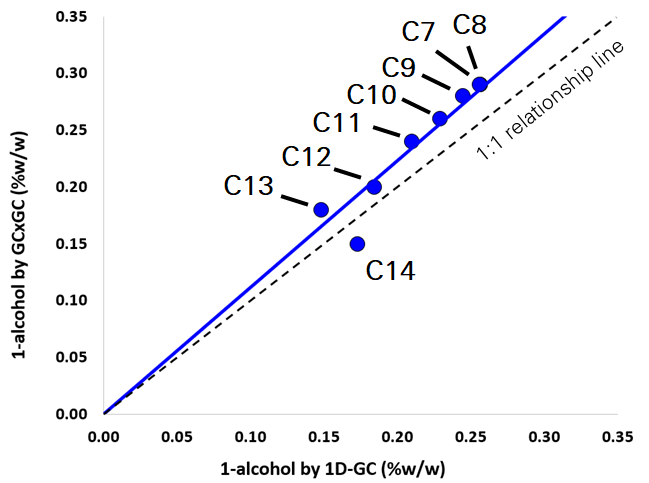 0.35
0.30
0.25
0.20
0.15
0.10
0.05
0.00
1-alcohol by GCxGC (%w/w)
C7
C8
C9
C10
C11
C12
C13
C14
1:1 relationship line
0.00 0.05 0.10 0.15 0.20 0.25 0.30 0.35
1-alcohol by 1D-GC (%w/w)